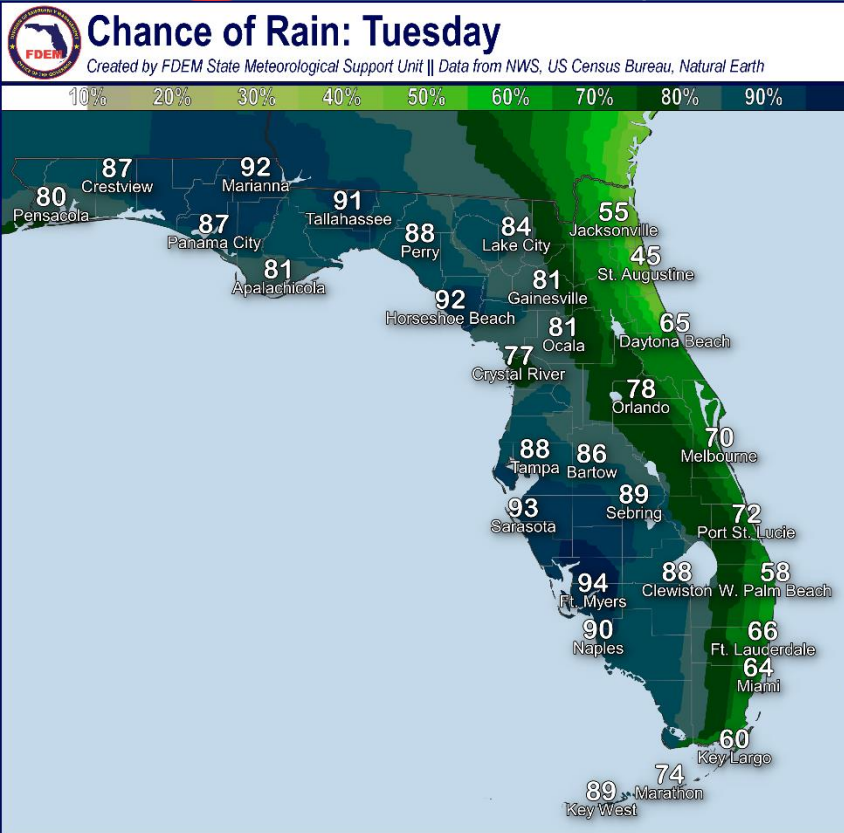 Chance of Rain: Tuesday
Created by FDEM State Meteorological Support Unit || Data from NWS, US Census Bureau, Natural Earth
FDEM
10% 20% 30% 40% 50% 60% 70% 80% 90%
87
Crestview
92
Marianna
80
Pensacola
91
Tallahassee
87
Panama City
88
Perry
84
Lake City
55
Jacksonville
45
St. Augustine
81
Apalachicola
81
Gainesville
92
Horseshoe Beach
81
Ocala
65
Daytona Beach
77
Crystal River
78
Orlando
70
Melbourne
88
Tampa
86
Bartow
93
Sarasota
89
Sebring
72
Port St. Lucie
94
Ft. Myers
88
Clewiston
58
W. Palm Beach
90
Naples
66
Ft. Lauderdale
64
Miami
60
Key Largo
74
Marathon
89
Key West